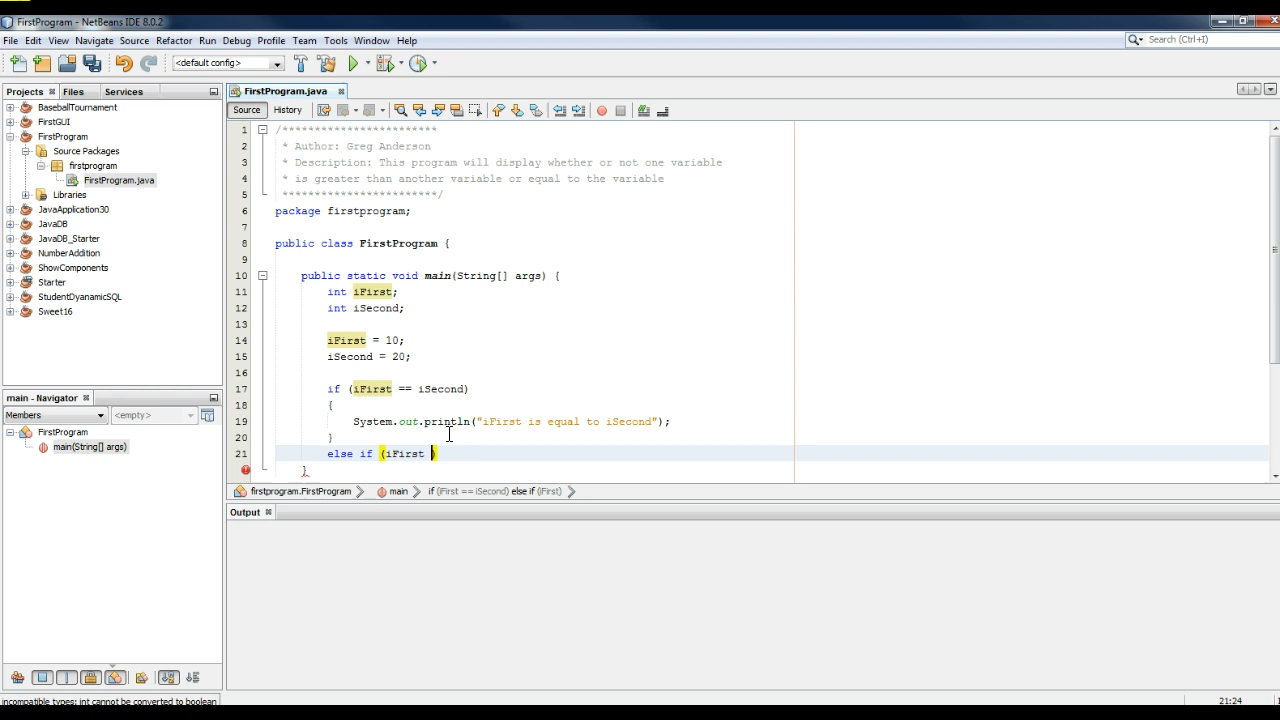 FirstProgram - NetBeans IDE 8.0.2
File Edit View Navigate Source Refactor Run Debug Profile Team Tools Window Help
Search (Ctrl+I)
<default config>
Projects Files Services
FirstProgram.java
Source History
BaseballTournament
FirstGUI
FirstProgram
Source Packages
firstprogram
FirstProgram.java
Libraries
JavaApplication30
JavaDB
JavaDB_Starter
NumberAddition
ShowComponents
Starter
StudentDyanamicSQL
Sweet16
main - Navigator
Members <empty>
FirstProgram
main(String[] args)
1 /************************
2 * Author: Greg Anderson
3 * Description: This program will display whether or not one variable
4 * is greater than another variable or equal to the variable
5 ************************/
6 package firstprogram;
7
8 public class FirstProgram {
9
10 public static void main(String[] args) {
11 int iFirst;
12 int iSecond;
13
14 iFirst = 10;
15 iSecond = 20;
16
17 if (iFirst == iSecond)
18 {
19 System.out.println("iFirst is equal to iSecond");
20 }
21 else if (iFirst )
}
firstprogram.FirstProgram main if (iFirst == iSecond) else if (iFirst)
Output
incompatible types: int cannot be converted to boolean
21:24